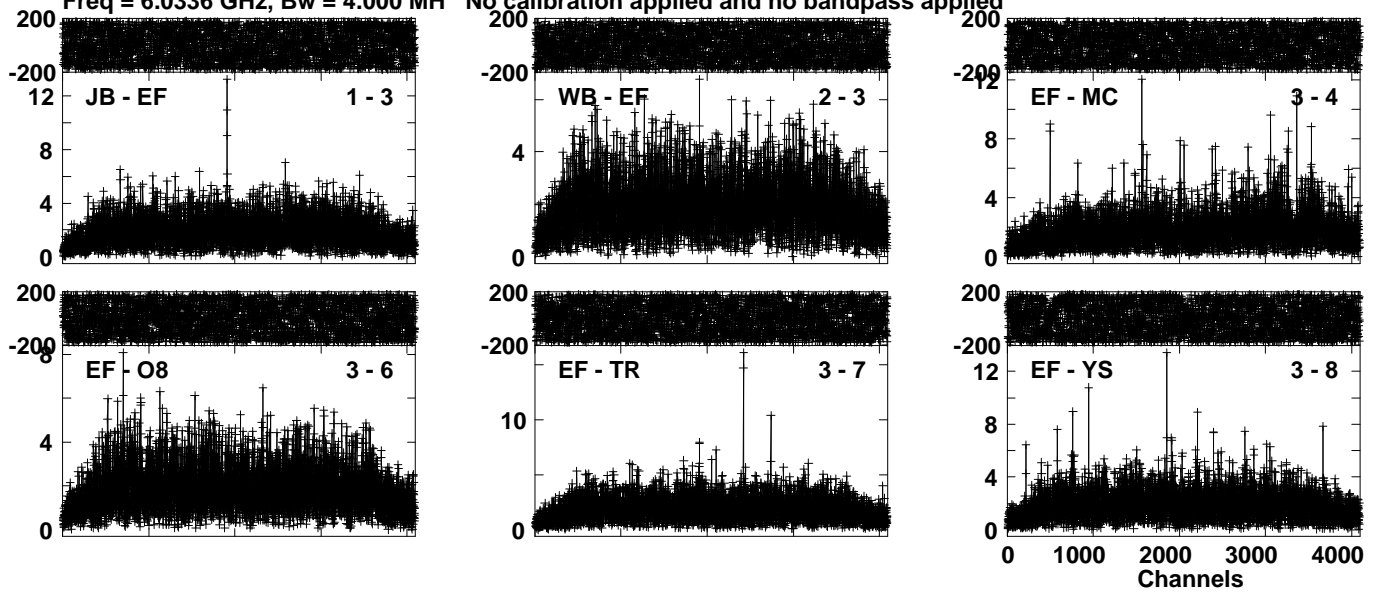 Freq = 6.0336 GHz, Bw = 4.000 MH No calibration applied and no bandpass applied
200 200 200
-200 -200 -200
JB - EF 1 - 3 WB - EF 2 - 3 EF - MC 3 - 4
12 12
8 4 8
4 4
0 0 0
200 200 200
-200 -200 -200
EF - O8 3 - 6 EF - TR 3 - 7 EF - YS 3 - 8
8 12
4 10 8
4
0 0 0
0 1000 2000 3000 4000
Channels